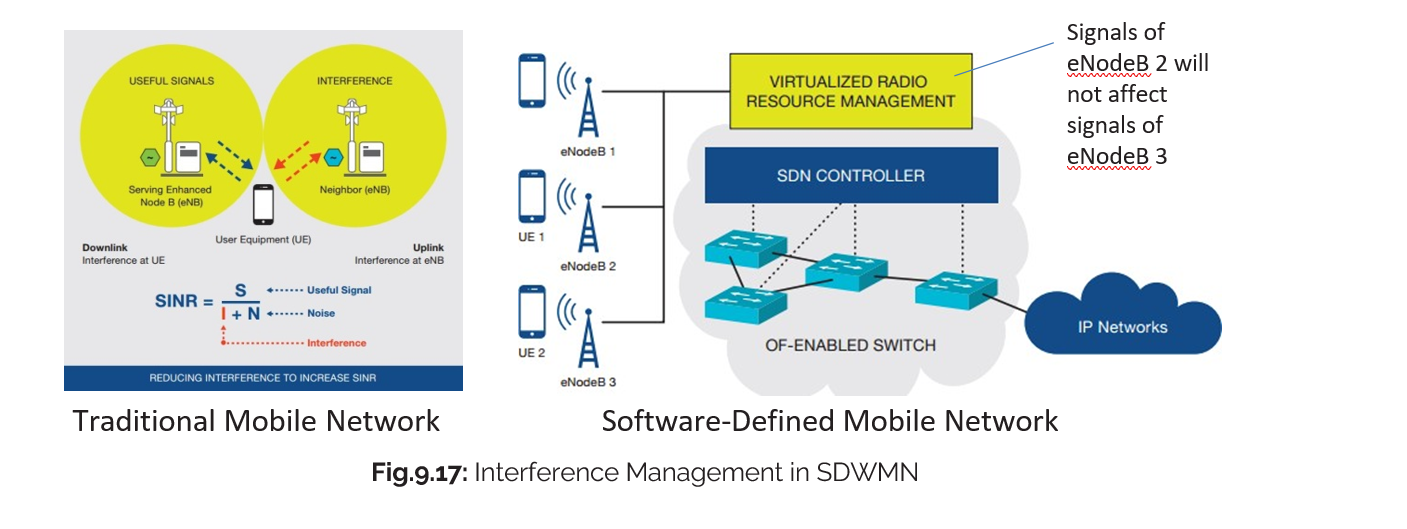 USEFUL SIGNALS
INTERFERENCE
~
~
Serving Enhanced
Node B (eNB)
Neighbor (eNB)
User Equipment (UE)
Downlink
Interference at UE
Uplink
Interference at eNB
SINR = S
I + N
Useful Signal
Noise
Interference
REDUCING INTERFERENCE TO INCREASE SINR
Traditional Mobile Network
eNodeB 1
UE 1
eNodeB 2
UE 2
eNodeB 3
VIRTUALIZED RADIO
RESOURCE MANAGEMENT
SDN CONTROLLER
OF-ENABLED SWITCH
IP Networks
Signals of
eNodeB 2 will
not affect
signals of
eNodeB 3
Software-Defined Mobile Network
Fig.9.17: Interference Management in SDWMN